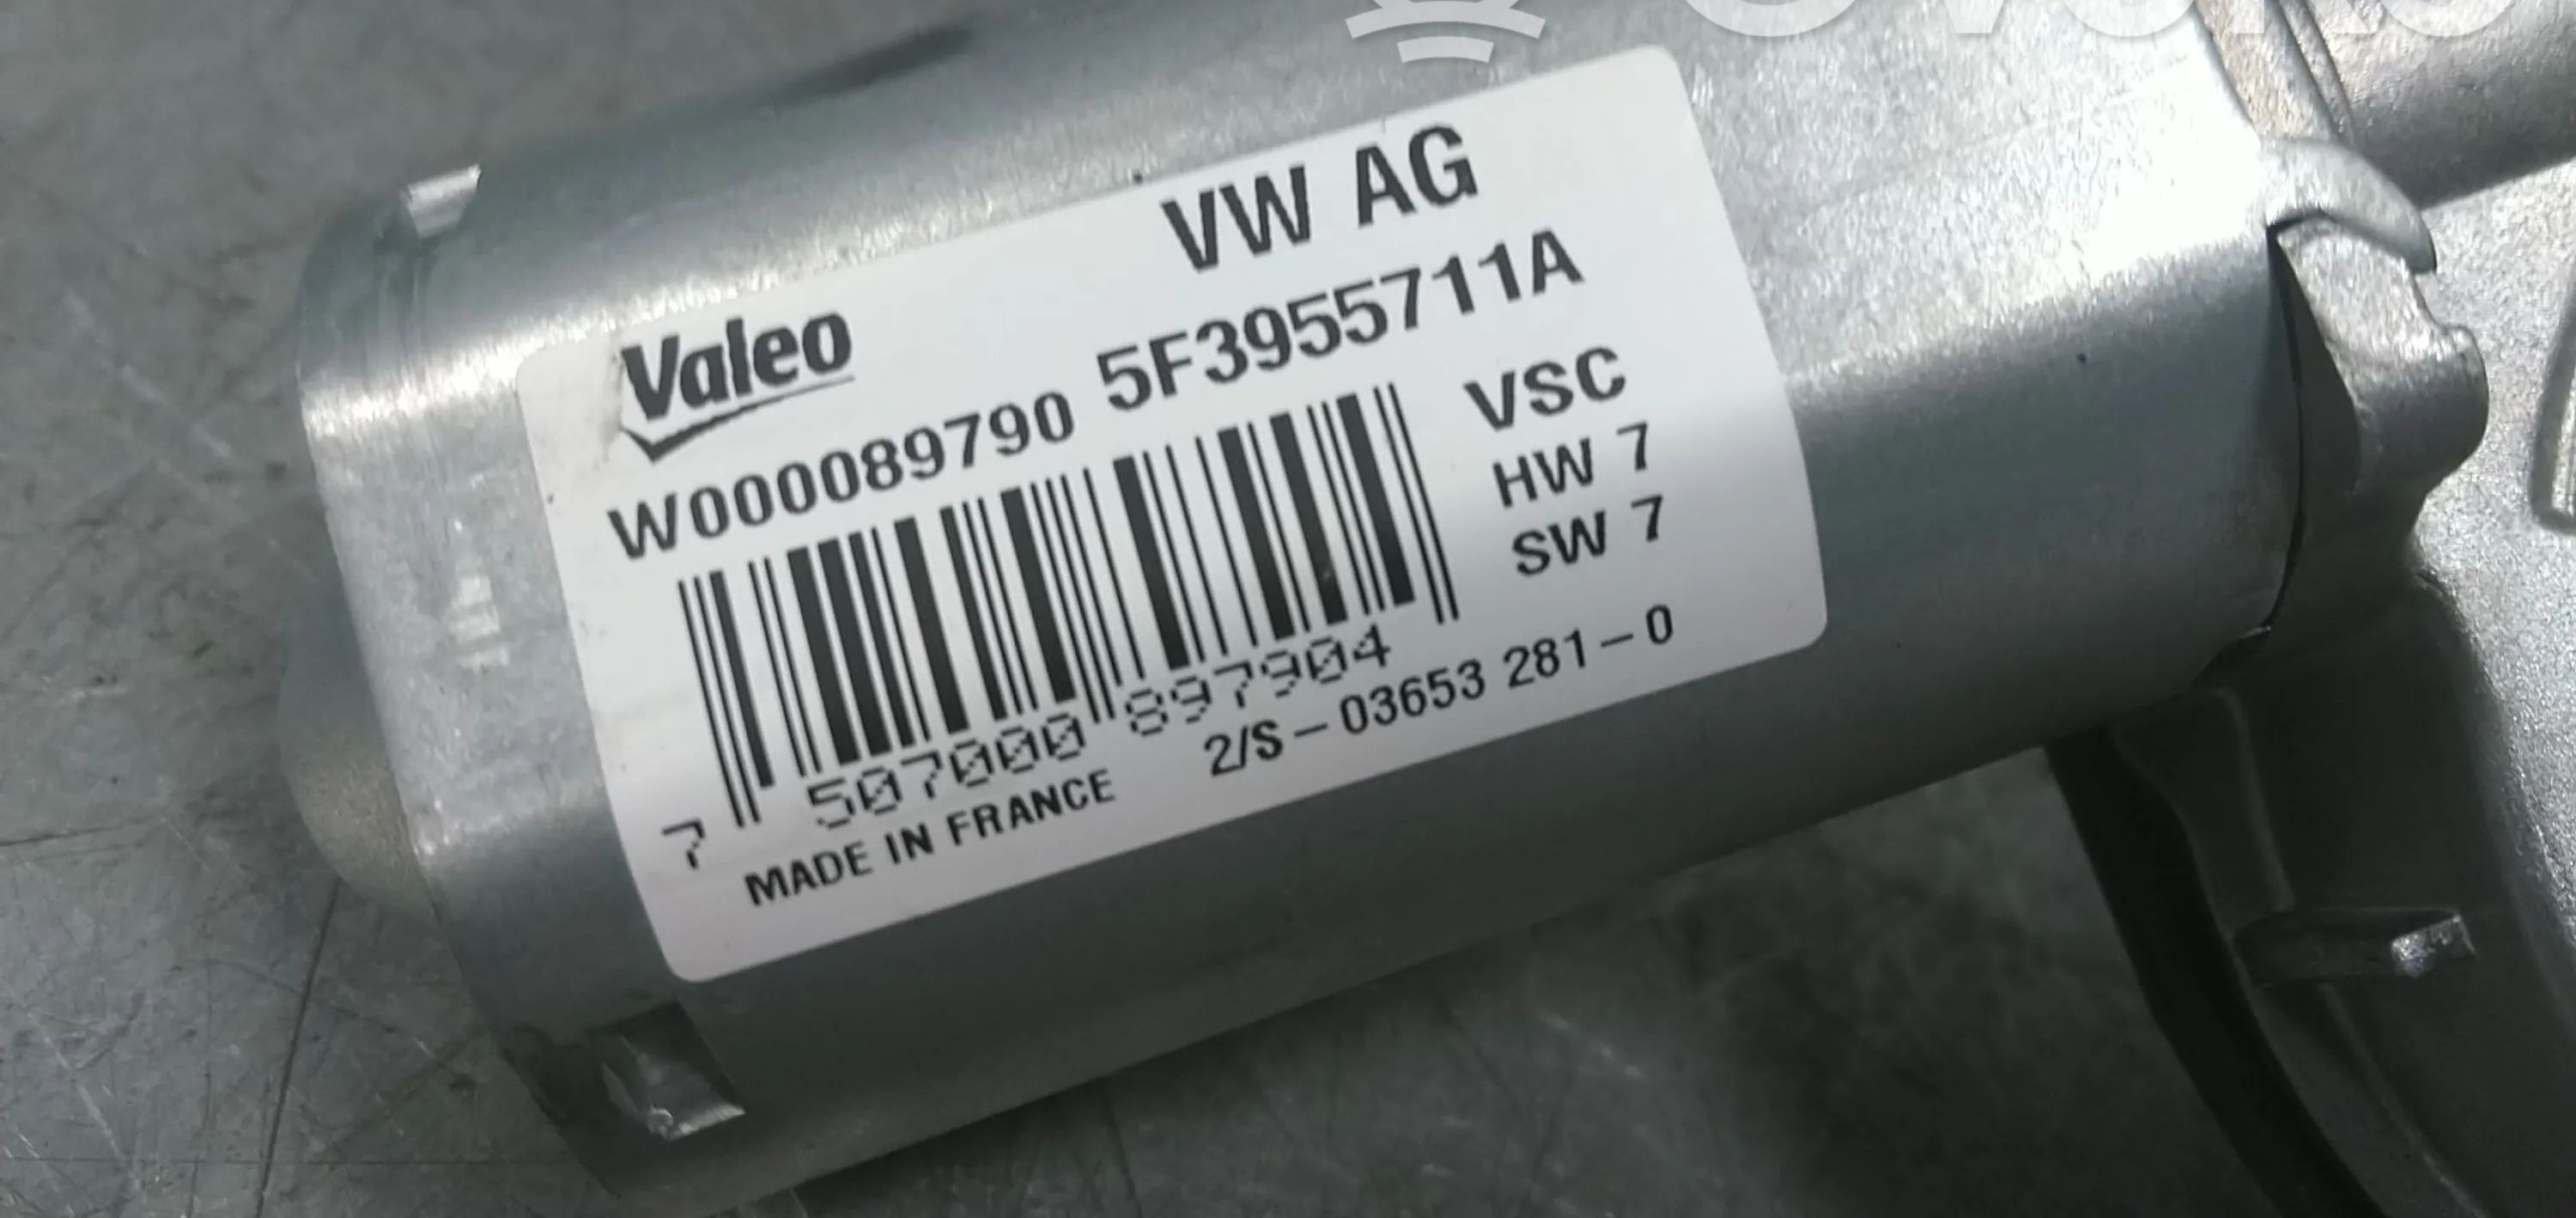 VW AG
Valeo
W000089790 5F3955711A
VSC
HW 7
SW 7
7 507000 897904
MADE IN FRANCE 2/S-03653 281-0